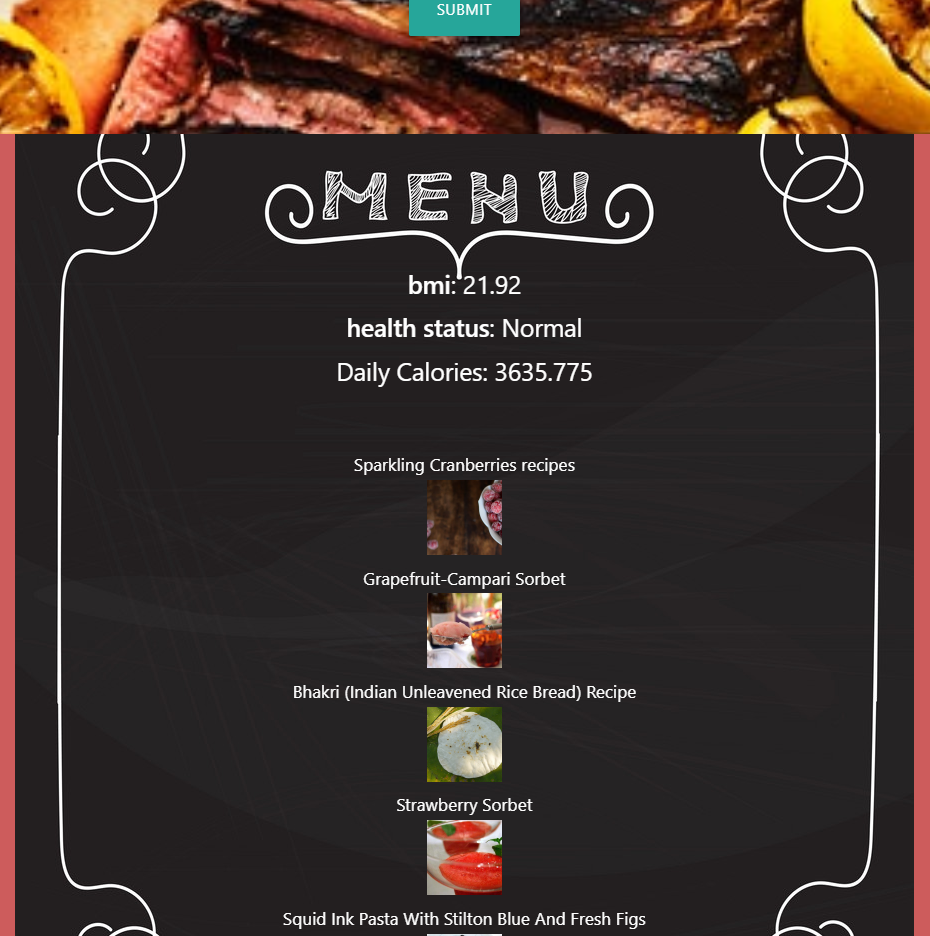 SUBMIT
MENU
bmi: 21.92
health status: Normal
Daily Calories: 3635.775
Sparkling Cranberries recipes
Grapefruit-Campari Sorbet
Bhakri (Indian Unleavened Rice Bread) Recipe
Strawberry Sorbet
Squid Ink Pasta With Stilton Blue And Fresh Figs